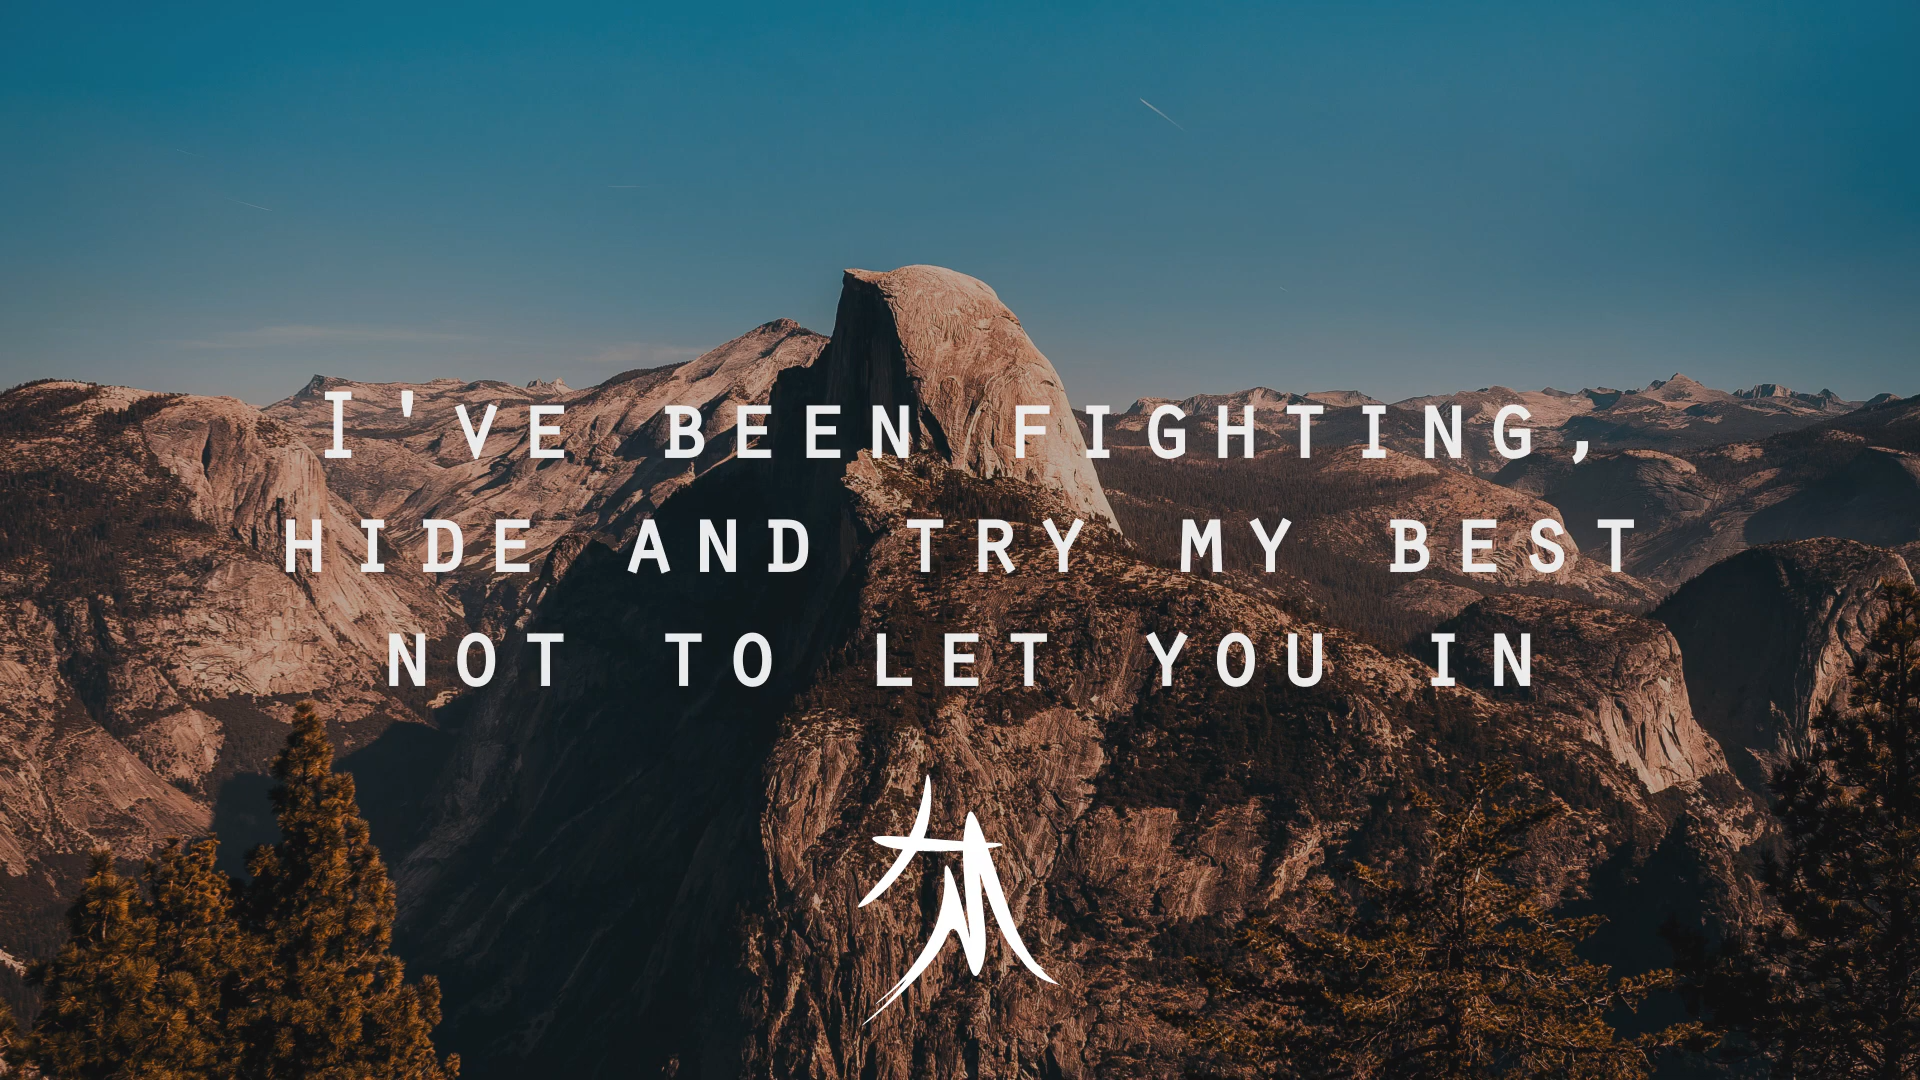 I'VE BEEN FIGHTING,
HIDE AND TRY MY BEST
NOT TO LET YOU IN